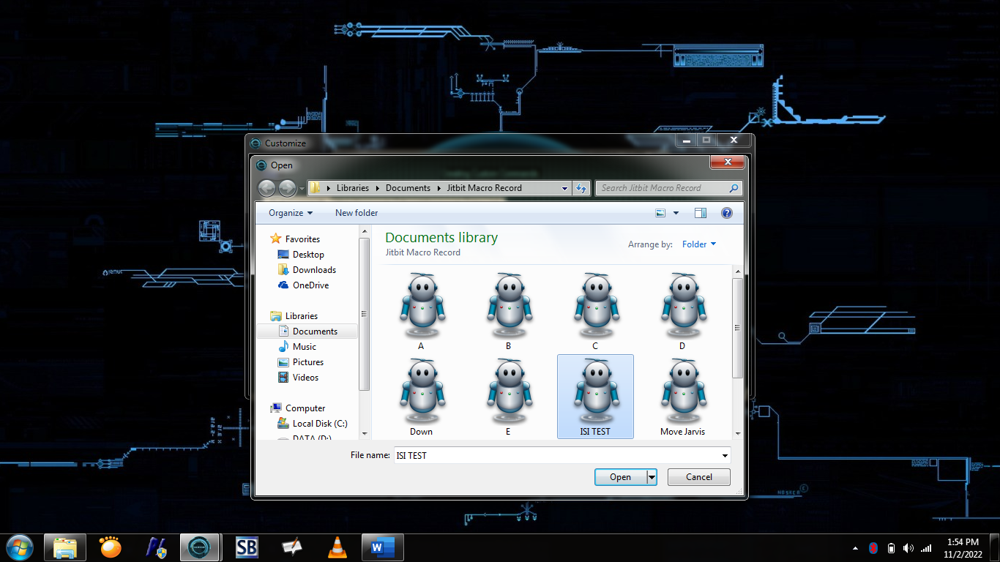 Customize
Open
Libraries Documents Jitbit Macro Record
Search Jitbit Macro Record
Organize New folder
Favorites
Desktop
Downloads
OneDrive
Libraries
Documents
Music
Pictures
Videos
Computer
Local Disk (C:)
DATA (D:)
Documents library
Jitbit Macro Record
Arrange by: Folder
A B C D
Down E ISI TEST Move Jarvis
File name: ISI TEST
Open Cancel
SB
W
1:54 PM
11/2/2022